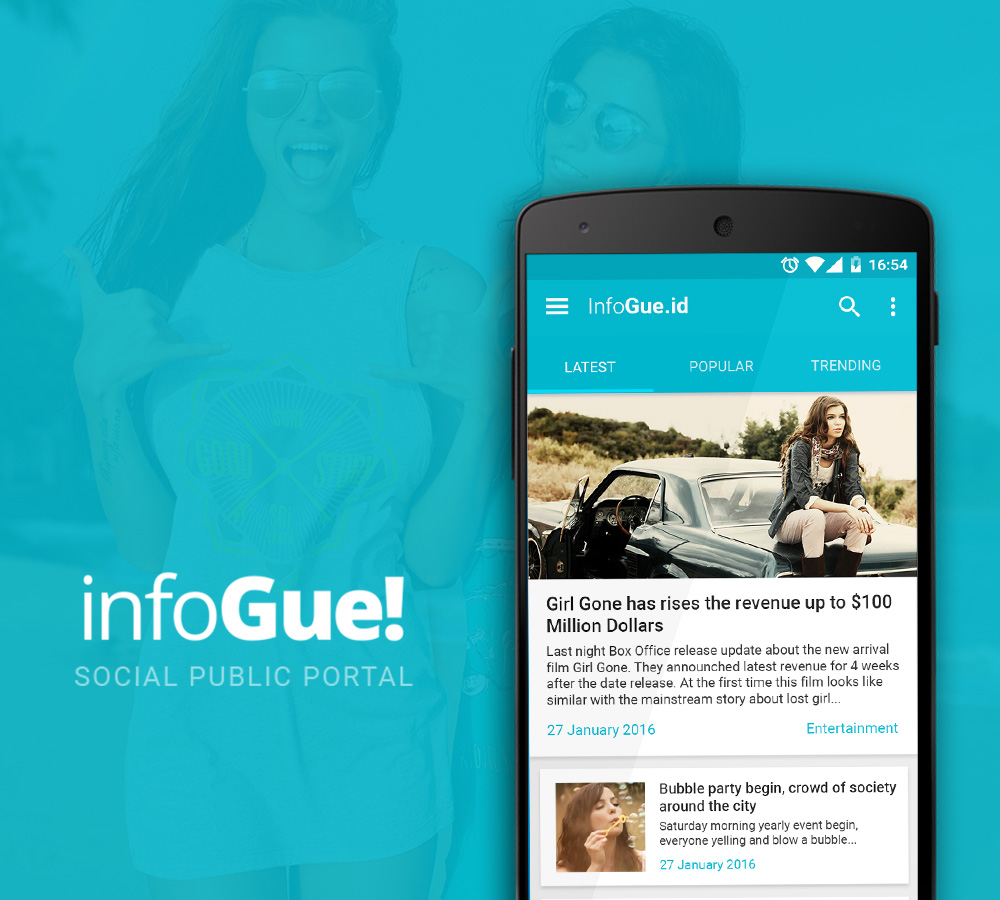 infoGue!
SOCIAL PUBLIC PORTAL
16:54
InfoGue.id
LATEST
POPULAR
TRENDING
Girl Gone has rises the revenue up to $100
Million Dollars
Last night Box Office release update about the new arrival
film Girl Gone. They announched latest revenue for 4 weeks
after the date release. At the first time this film looks like
similar with the mainstream story about lost girl...
27 January 2016
Entertainment
Bubble party begin, crowd of society
around the city
Saturday morning yearly event begin,
everyone yelling and blow a bubble...
27 January 2016